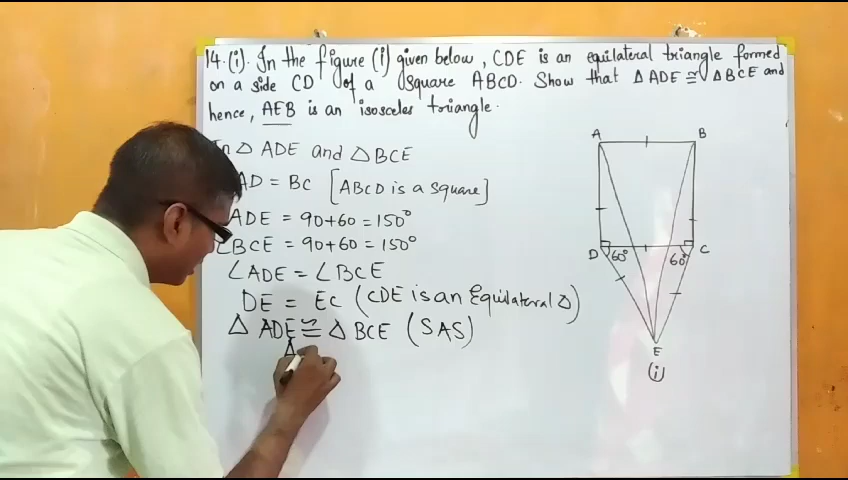 14.(i). In the figure (i) given below, CDE is an equilateral triangle formed
on a side CD of a square ABCD. Show that △ADE ≅ △BCE and
hence, AEB is an isosceles triangle.
In △ ADE and △BCE
AD = BC [ABCD is a square]
ADE = 90+60 = 150°
∠BCE = 90+60 = 150°
∠ADE = ∠BCE
DE = EC (CDE is an Equilateral △)
△ ADE ≅ △ BCE (SAS)
A
A B
D 60° 60° C
E
(i)